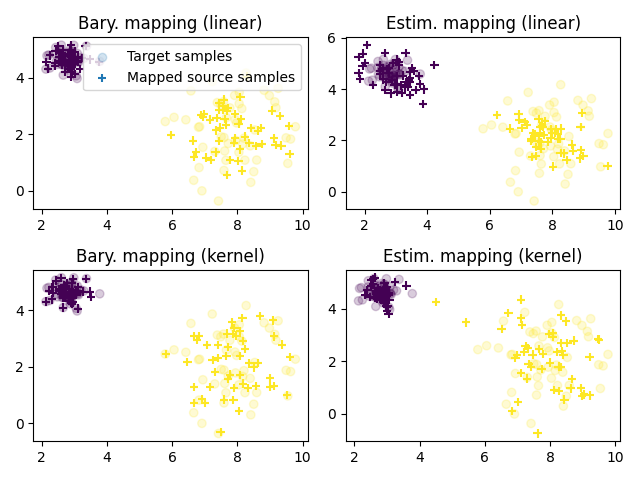 Bary. mapping (linear)
Estim. mapping (linear)
Target samples
Mapped source samples
4
2
0
2 4 6 8 10
6
4
2
0
2 4 6 8 10
Bary. mapping (kernel)
Estim. mapping (kernel)
4
2
0
2 4 6 8 10
4
2
0
2 4 6 8 10